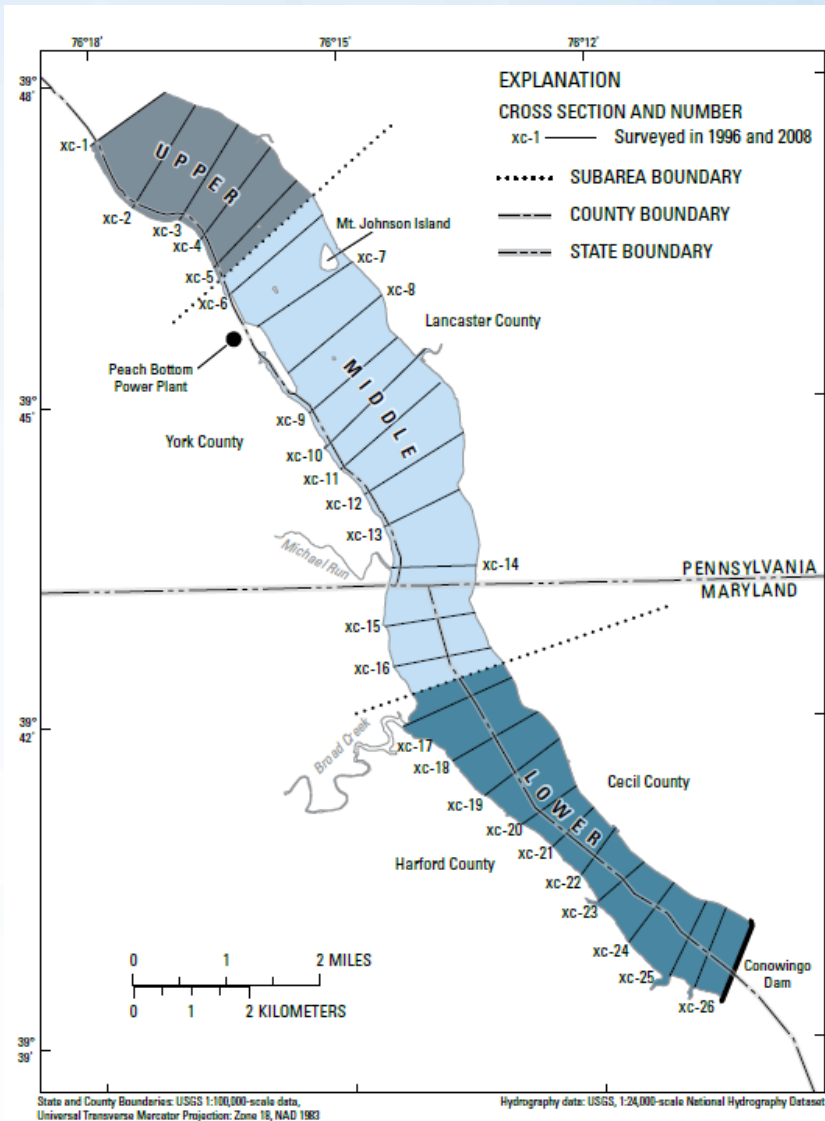 76°18'
76°15'
78°12'
39°
48'
EXPLANATION
CROSS SECTION AND NUMBER
xc-1 Surveyed in 1996 and 2008
SUBAREA BOUNDARY
COUNTY BOUNDARY
STATE BOUNDARY
xc-1
UPPER
xc-2
xc-3
xc-4
xc-5
xc-6
Mt. Johnson Island
xc-7
xc-8
Lancaster County
Peach Bottom
Power Plant
MIDDLE
39°
45'
York County
xc-9
xc-10
xc-11
xc-12
xc-13
Michael Run
xc-14
PENNSYLVANIA
MARYLAND
xc-15
xc-16
39°
42'
Broad Creek
xc-17
xc-18
xc-19
xc-20
xc-21
xc-22
xc-23
xc-24
xc-25
xc-26
LOWER
Cecil County
Harford County
Conowingo
Dam
0 1 2 MILES
0 1 2 KILOMETERS
39°
39'
State and County Boundaries: USGS 1:100,000-scale data,
Universal Transverse Mercator Projection: Zone 18, NAD 1983
Hydrography data: USGS, 1:24,000-scale National Hydrography Dataset